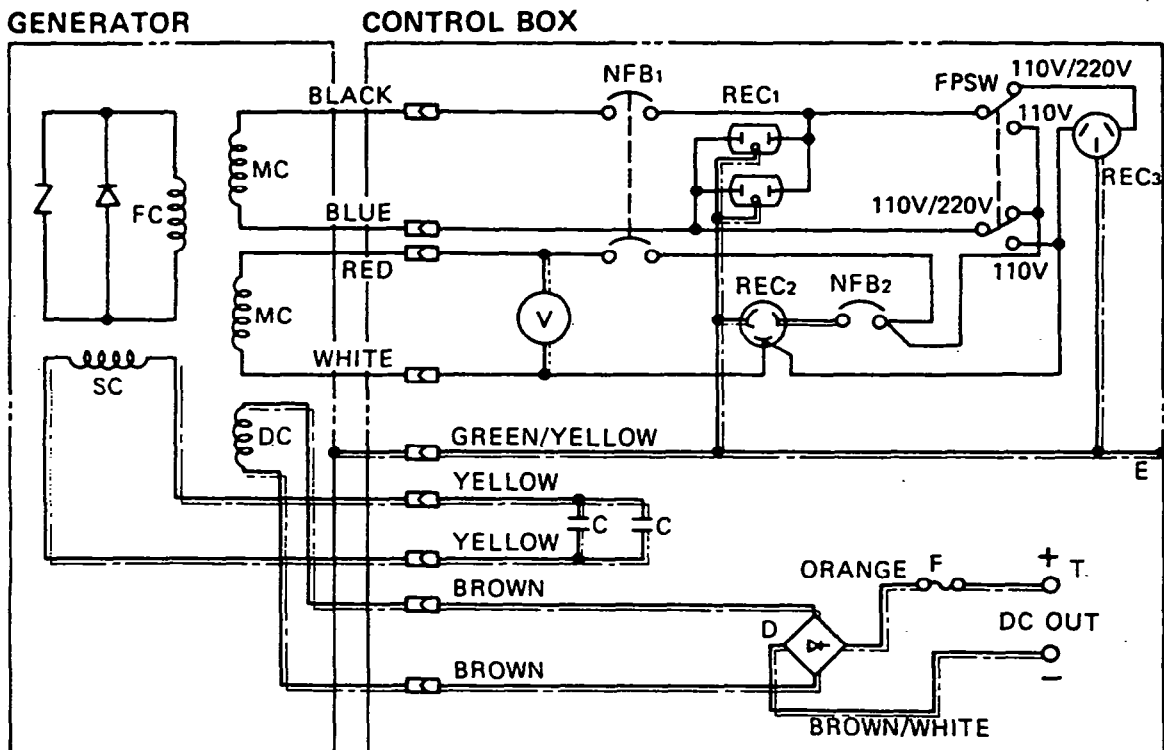 GENERATOR
CONTROL BOX
NFB1
REC1
FPSW
110V/220V
BLACK
110V
MC
FC
REC3
BLUE
110V/220V
RED
110V
REC2
NFB2
MC
V
WHITE
SC
DC
GREEN/YELLOW
E
YELLOW
C
C
YELLOW
BROWN
ORANGE
F
+
T
D
DC OUT
BROWN
−
BROWN/WHITE